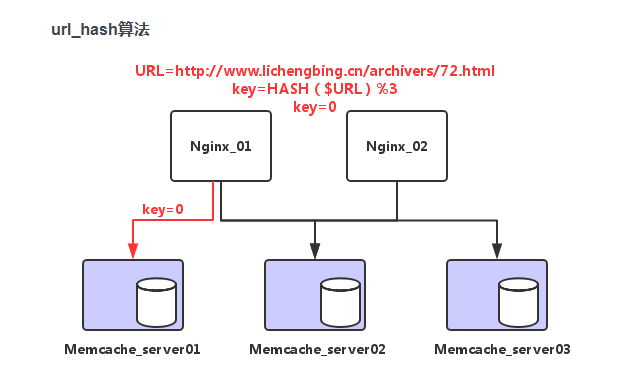 url_hash算法
URL=http://www.lichengbing.cn/archivers/72.html
key=HASH（$URL）%3
key=0
Nginx_01
Nginx_02
key=0
Memcache_server01
Memcache_server02
Memcache_server03